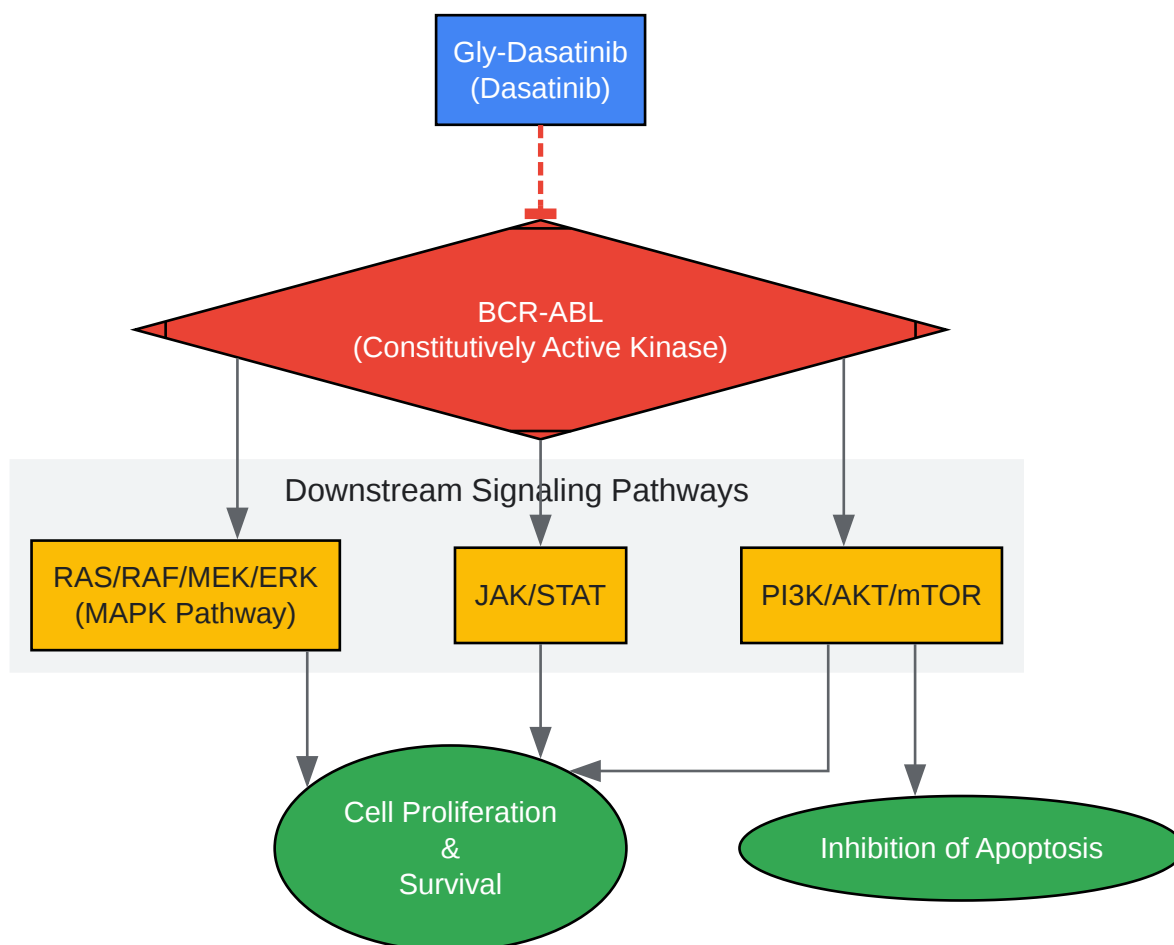 Gly-Dasatinib
(Dasatinib)
BCR-ABL
(Constitutively Active Kinase)
Downstream Signaling Pathways
RAS/RAF/MEK/ERK
(MAPK Pathway)
JAK/STAT
PI3K/AKT/mTOR
Cell Proliferation
&
Survival
Inhibition of Apoptosis